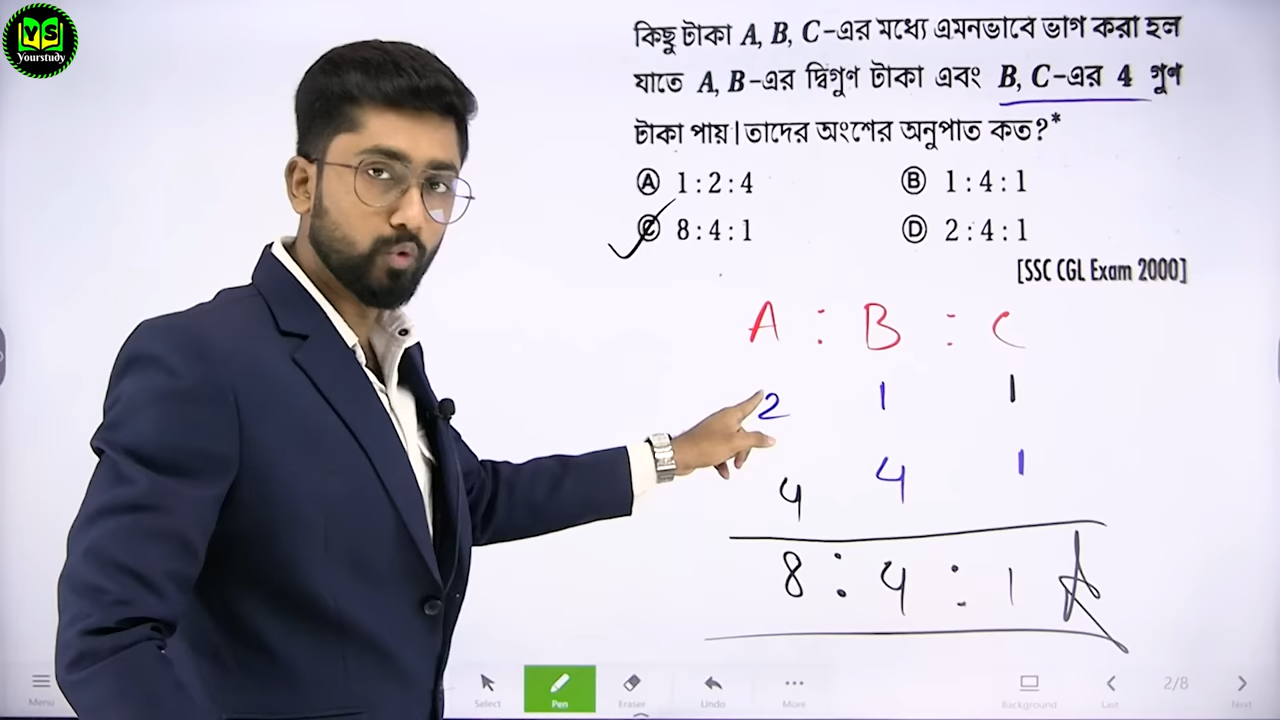 YS
Yourstudy
কিছু টাকা A, B, C-এর মধ্যে এমনভাবে ভাগ করা হল
যাতে A, B-এর দ্বিগুণ টাকা এবং B, C-এর 4 গুণ
টাকা পায়। তাদের অংশের অনুপাত কত?*
Ⓐ 1 : 2 : 4 Ⓑ 1 : 4 : 1
Ⓒ 8 : 4 : 1 Ⓓ 2 : 4 : 1
[SSC CGL Exam 2000]
A : B : C
2 1 1
4 4 1
8 : 4 : 1
Menu Select Pen Eraser Undo More Background Last 2/8 Next